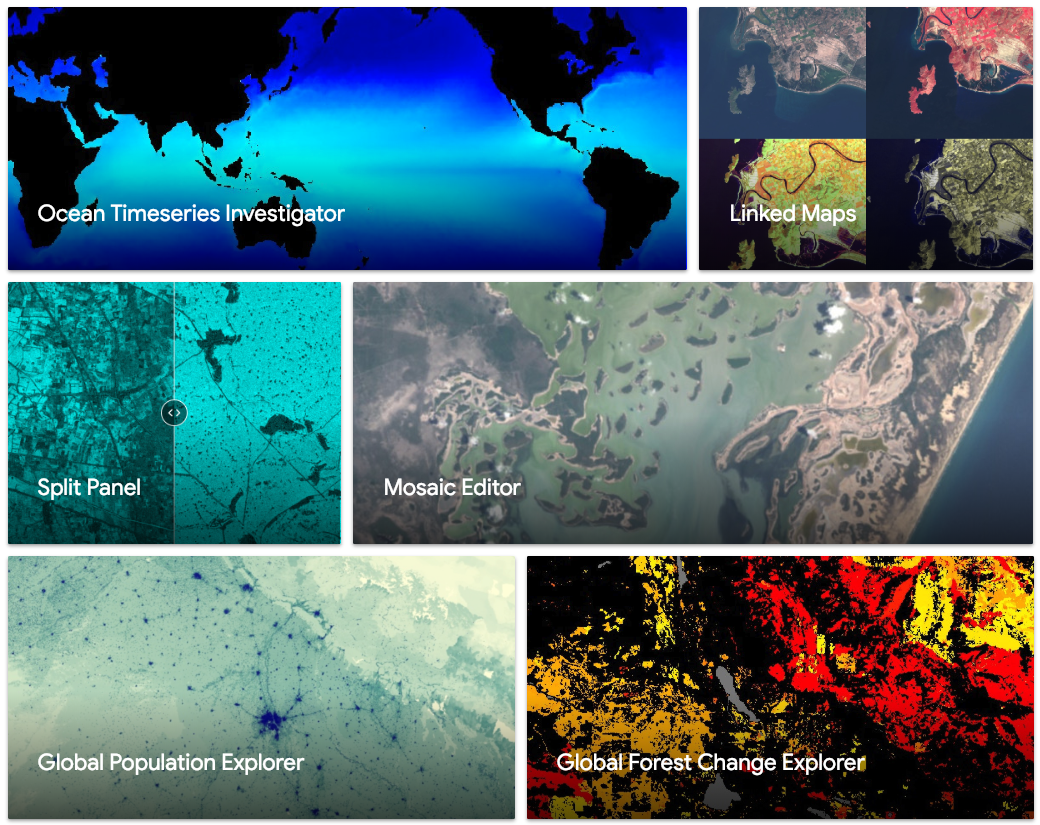 Ocean Timeseries Investigator
Linked Maps
Split Panel
Mosaic Editor
Global Population Explorer
Global Forest Change Explorer